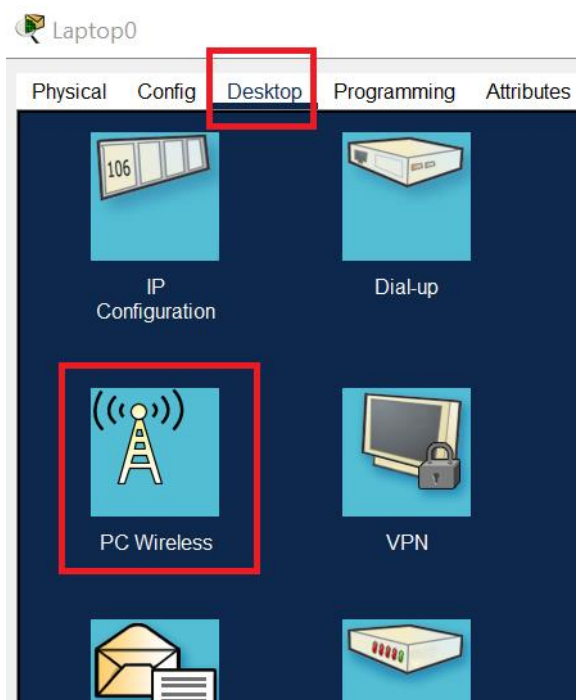 Laptop0
Physical Config Desktop Programming Attributes
106
IP
Configuration
Dial-up
PC Wireless
VPN
?